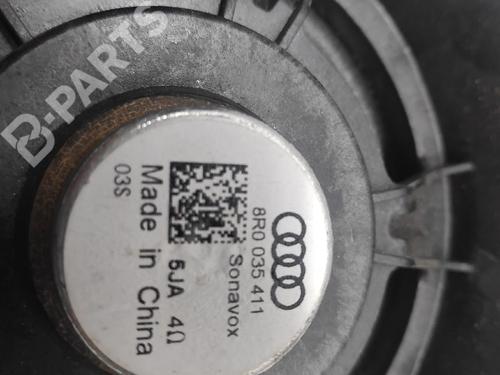 B-PARTS
8R0 035 411
Sonavox
5JA 4Ω
Made in China
03S